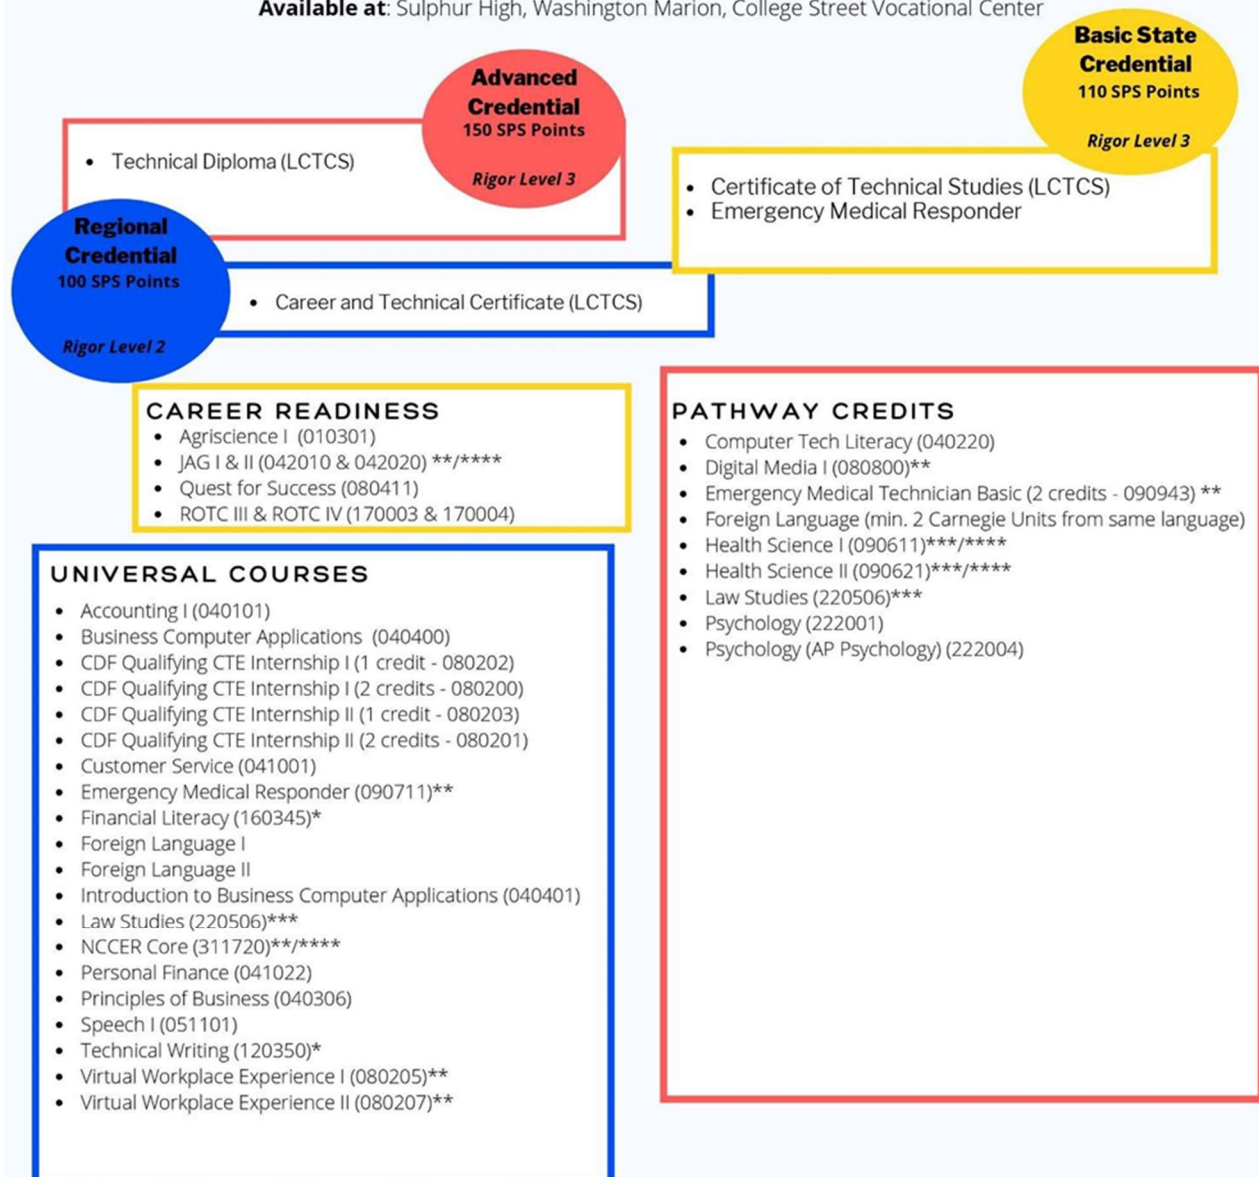 Available at: Sulphur High, Washington Marion, College Street Vocational Center
Basic State
Credential
110 SPS Points
Rigor Level 3
Advanced
Credential
150 SPS Points
Rigor Level 3
• Technical Diploma (LCTCS)
• Certificate of Technical Studies (LCTCS)
• Emergency Medical Responder
Regional
Credential
100 SPS Points
Rigor Level 2
• Career and Technical Certificate (LCTCS)
CAREER READINESS
• Agriscience I (010301)
• JAG I & II (042010 & 042020) **/****
• Quest for Success (080411)
• ROTC III & ROTC IV (170003 & 170004)
UNIVERSAL COURSES
• Accounting I (040101)
• Business Computer Applications (040400)
• CDF Qualifying CTE Internship I (1 credit - 080202)
• CDF Qualifying CTE Internship I (2 credits - 080200)
• CDF Qualifying CTE Internship II (1 credit - 080203)
• CDF Qualifying CTE Internship II (2 credits - 080201)
• Customer Service (041001)
• Emergency Medical Responder (090711)**
• Financial Literacy (160345)*
• Foreign Language I
• Foreign Language II
• Introduction to Business Computer Applications (040401)
• Law Studies (220506)***
• NCCER Core (311720)**/****
• Personal Finance (041022)
• Principles of Business (040306)
• Speech I (051101)
• Technical Writing (120350)*
• Virtual Workplace Experience I (080205)**
• Virtual Workplace Experience II (080207)**
PATHWAY CREDITS
• Computer Tech Literacy (040220)
• Digital Media I (080800)**
• Emergency Medical Technician Basic (2 credits - 090943) **
• Foreign Language (min. 2 Carnegie Units from same language)
• Health Science I (090611)***/****
• Health Science II (090621)***/****
• Law Studies (220506)***
• Psychology (222001)
• Psychology (AP Psychology) (222004)